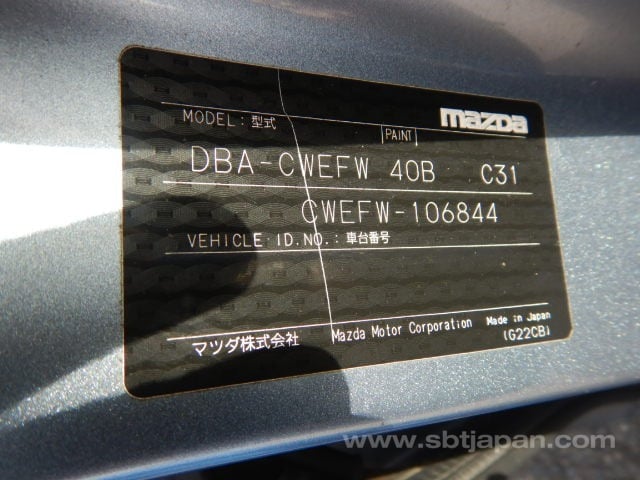 mazda
MODEL: 型式 PAINT
DBA-CWEFW 40B C31
CWEFW-106844
VEHICLE ID.NO.: 車台番号
マツダ株式会社 Mazda Motor Corporation Made in Japan
(G22CB)
www.sbtjapan.com